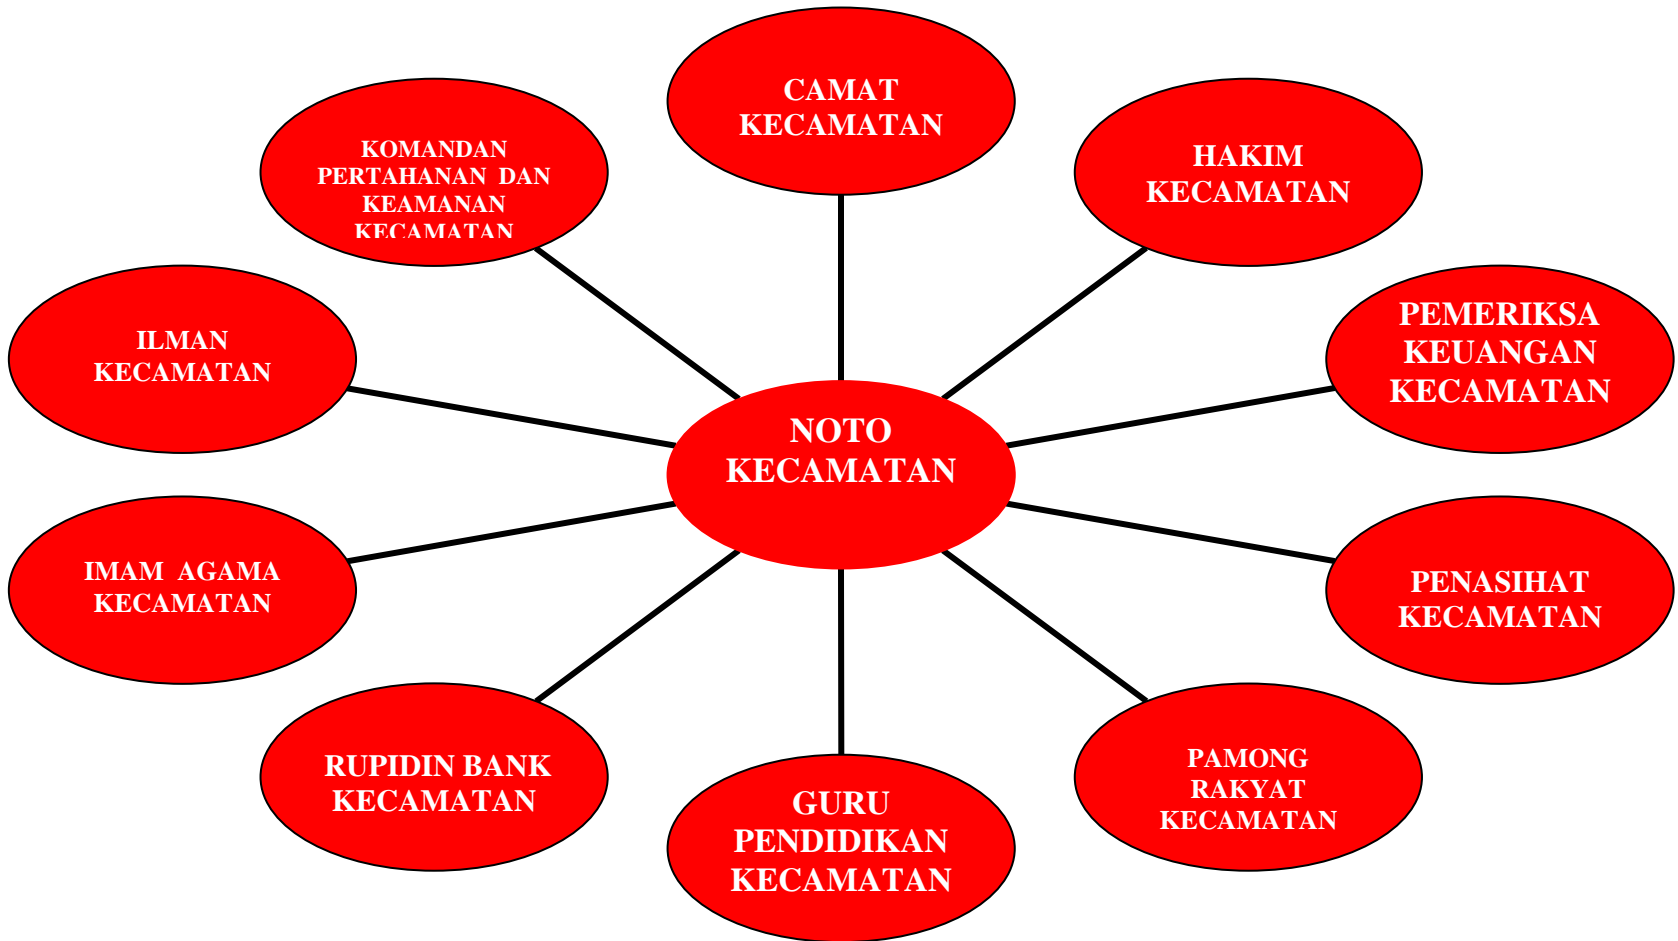 CAMAT
KECAMATAN
HAKIM
KECAMATAN
PEMERIKSA
KEUANGAN
KECAMATAN
PENASIHAT
KECAMATAN
PAMONG
RAKYAT
KECAMATAN
GURU
PENDIDIKAN
KECAMATAN
RUPIDIN BANK
KECAMATAN
IMAM AGAMA
KECAMATAN
ILMAN
KECAMATAN
KOMANDAN
PERTAHANAN DAN
KEAMANAN
KECAMATAN
NOTO
KECAMATAN